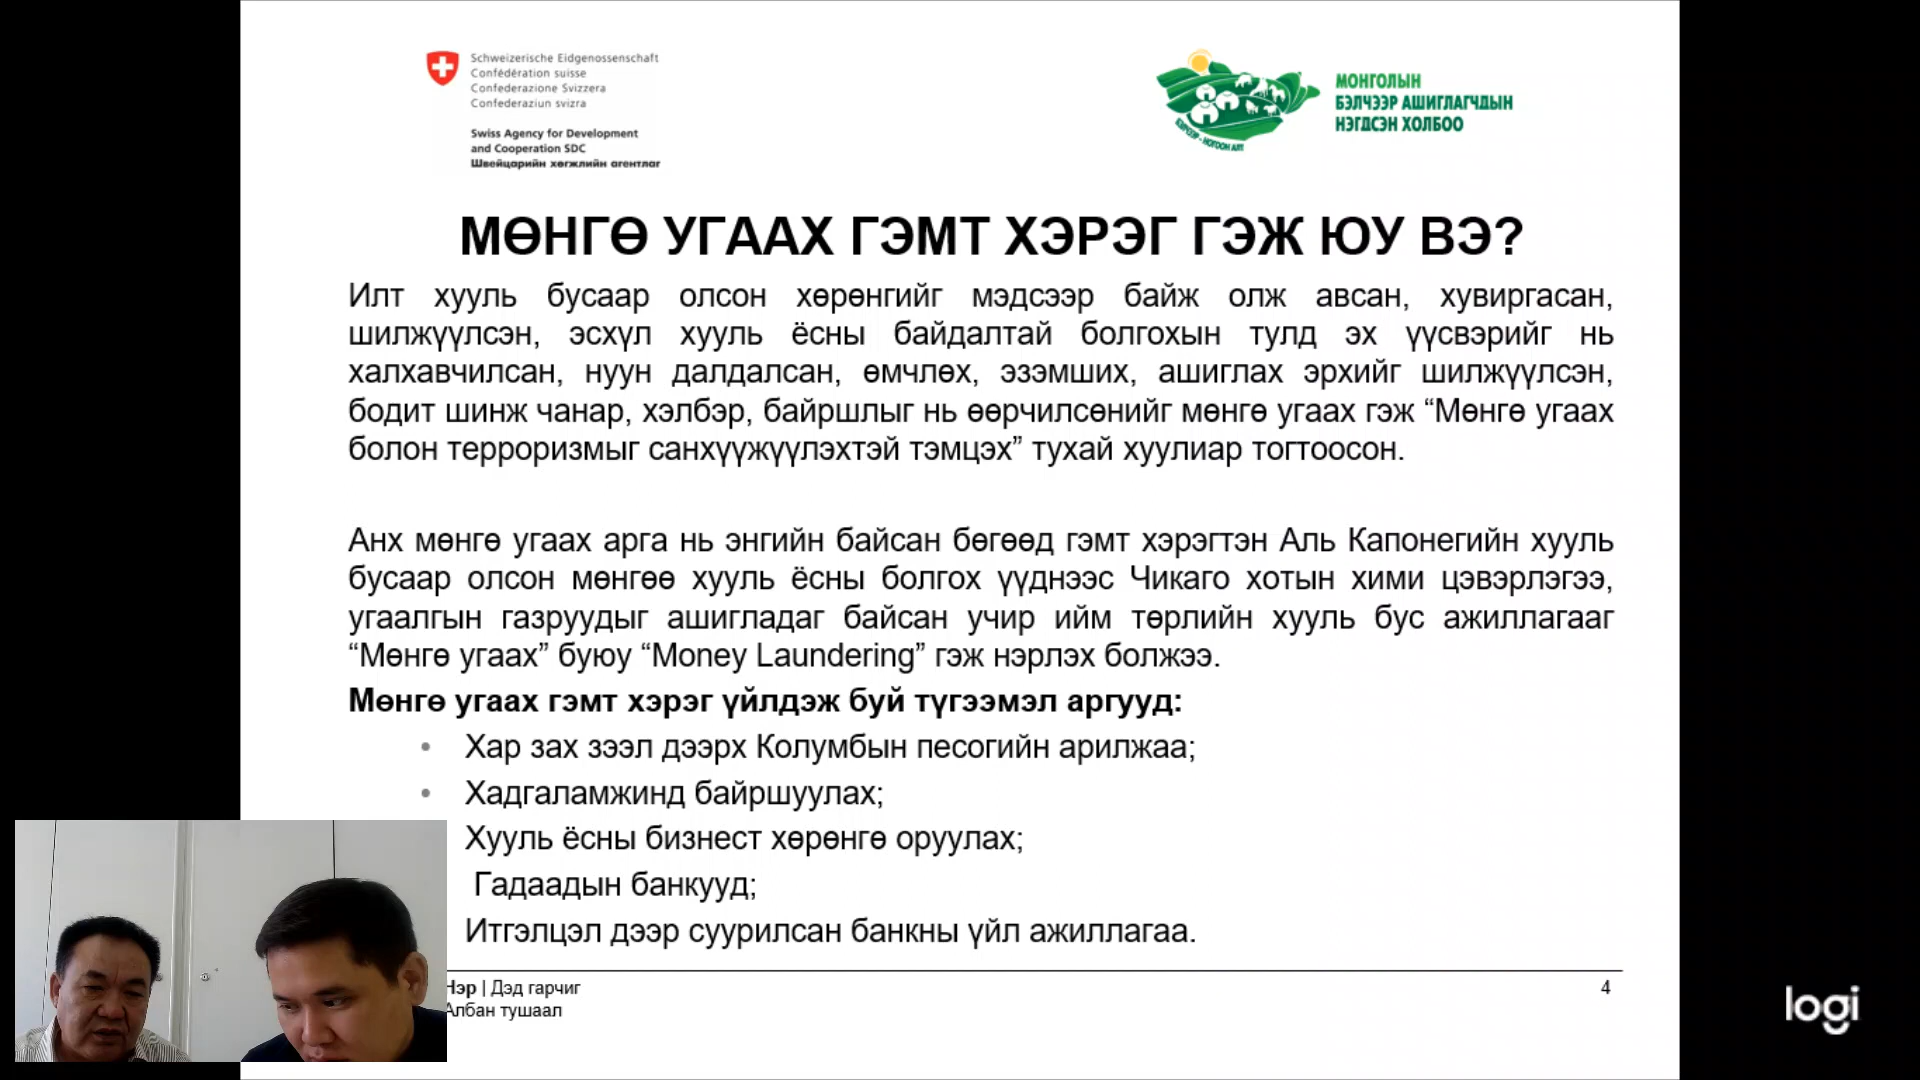 Schweizerische Eidgenossenschaft
Confédération suisse
Confederazione Svizzera
Confederaziun svizra
Swiss Agency for Development
and Cooperation SDC
Швейцарийн хөгжлийн агентлаг
БЭЛЧЭЭР - НОГООН АЛТ
МОНГОЛЫН
БЭЛЧЭЭР АШИГЛАГЧДЫН
НЭГДСЭН ХОЛБОО
МӨНГӨ УГААХ ГЭМТ ХЭРЭГ ГЭЖ ЮУ ВЭ?
Илт хууль бусаар олсон хөрөнгийг мэдсээр байж олж авсан, хувиргасан,
шилжүүлсэн, эсхүл хууль ёсны байдалтай болгохын тулд эх үүсвэрийг нь
халхавчилсан, нуун далдалсан, өмчлөх, эзэмших, ашиглах эрхийг шилжүүлсэн,
бодит шинж чанар, хэлбэр, байршлыг нь өөрчилсөнийг мөнгө угаах гэж “Мөнгө угаах
болон терроризмыг санхүүжүүлэхтэй тэмцэх” тухай хуулиар тогтоосон.
Анх мөнгө угаах арга нь энгийн байсан бөгөөд гэмт хэрэгтэн Аль Капонегийн хууль
бусаар олсон мөнгөө хууль ёсны болгох үүднээс Чикаго хотын хими цэвэрлэгээ,
угаалгын газруудыг ашигладаг байсан учир ийм төрлийн хууль бус ажиллагааг
“Мөнгө угаах” буюу “Money Laundering” гэж нэрлэх болжээ.
Мөнгө угаах гэмт хэрэг үйлдэж буй түгээмэл аргууд:
• Хар зах зээл дээрх Колумбын песогийн арилжаа;
• Хадгаламжинд байршуулах;
Хууль ёсны бизнест хөрөнгө оруулах;
Гадаадын банкууд;
Итгэлцэл дээр суурилсан банкны үйл ажиллагаа.
Нэр | Дэд гарчиг
Албан тушаал
4
logi